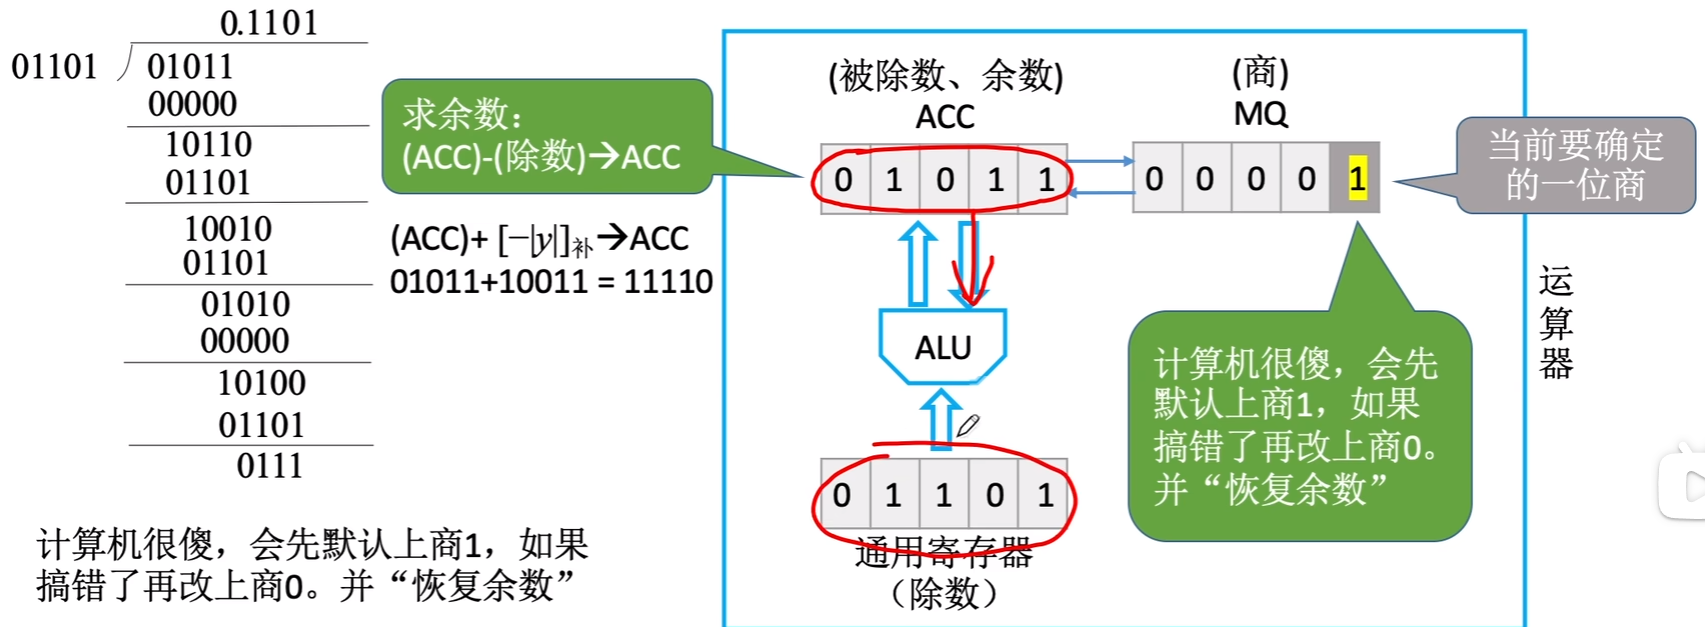 0.1101
01101
01011
00000
10110
01101
10010
01101
01010
00000
10100
01101
0111
计算机很傻，会先默认上商1，如果
搞错了再改上商0。并“恢复余数”
求余数：
(ACC)-(除数)→ACC
(ACC)+ [−|y|]补→ACC
01011+10011 = 11110
(被除数、余数)
ACC
0 1 0 1 1
(商)
MQ
0 0 0 0 1
当前要确定
的一位商
ALU
0 1 1 0 1
通用寄存器
（除数）
计算机很傻，会先
默认上商1，如果
搞错了再改上商0。
并“恢复余数”
运
算
器